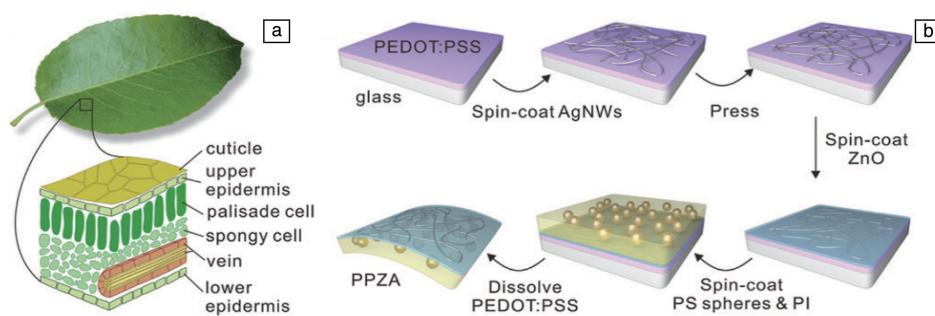 a
cuticle
upper
epidermis
palisade cell
spongy cell
vein
lower
epidermis
b
PEDOT:PSS
glass
Spin-coat AgNWs
Press
Spin-coat
ZnO
Spin-coat
PS spheres & PI
Dissolve
PEDOT:PSS
PPZA